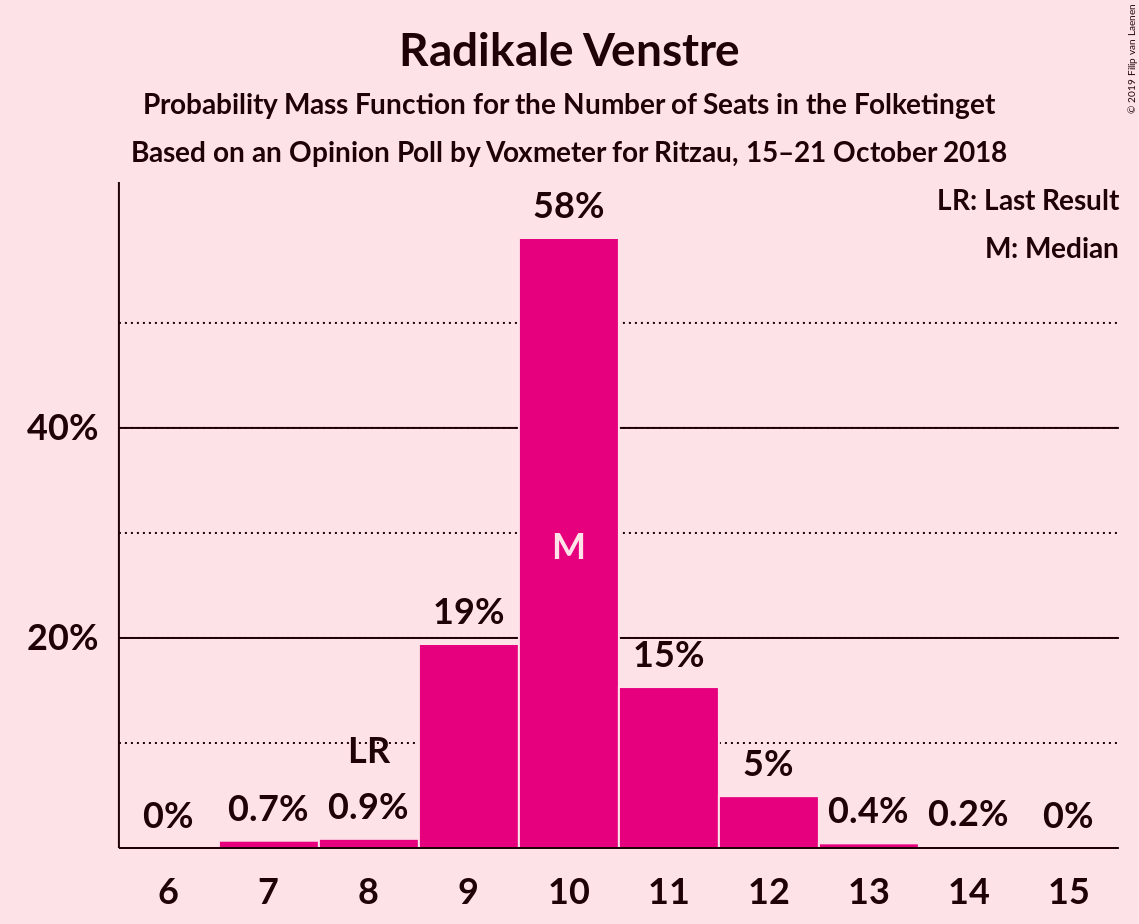 Radikale Venstre
Probability Mass Function for the Number of Seats in the Folketinget
Based on an Opinion Poll by Voxmeter for Ritzau, 15–21 October 2018
© 2019 Filip van Laenen
LR: Last Result
M: Median
58%
40%
M
19%
20%
15%
LR
5%
0%
0.7%
0.9%
0.4%
0.2%
0%
6 7 8 9 10 11 12 13 14 15